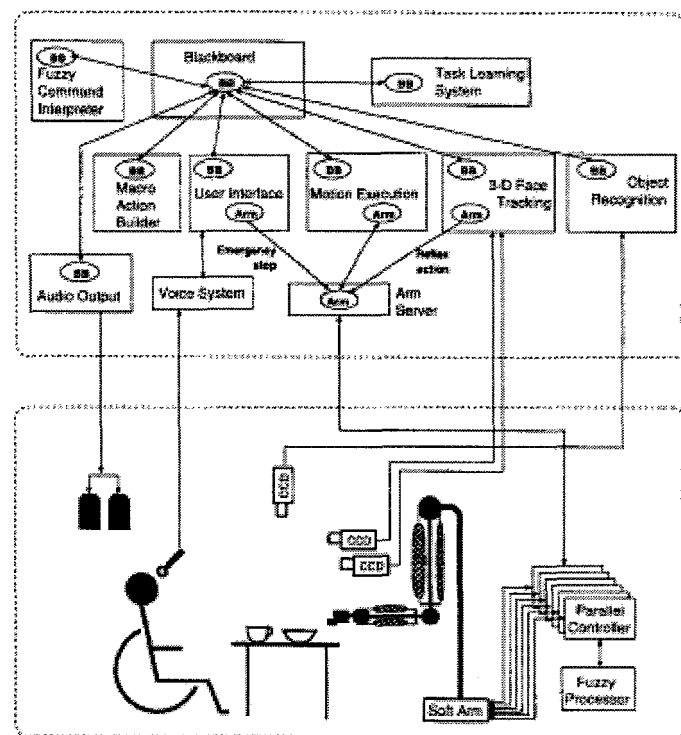 BB
Fuzzy
Command
Interpreter
Blackboard
BB
BB
Task Learning
System
BB
Macro
Action
Builder
BB
User Interface
Arm
BB
Motion Execution
Arm
BB
3-D Face
Tracking
Arm
BB
Object
Recognition
Emergency
stop
Reflex
action
BB
Audio Output
Voice System
Arm
Arm
Server
CCD
CCD
CCD
Parallel
Controller
Fuzzy
Processor
Soft Arm